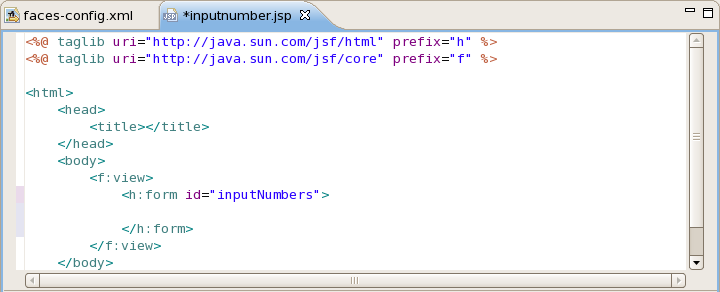 faces-config.xml
*inputnumber.jsp
<%@ taglib uri="http://java.sun.com/jsf/html" prefix="h" %>
<%@ taglib uri="http://java.sun.com/jsf/core" prefix="f" %>
<html>
<head>
<title></title>
</head>
<body>
<f:view>
<h:form id="inputNumbers">
</h:form>
</f:view>
</body>